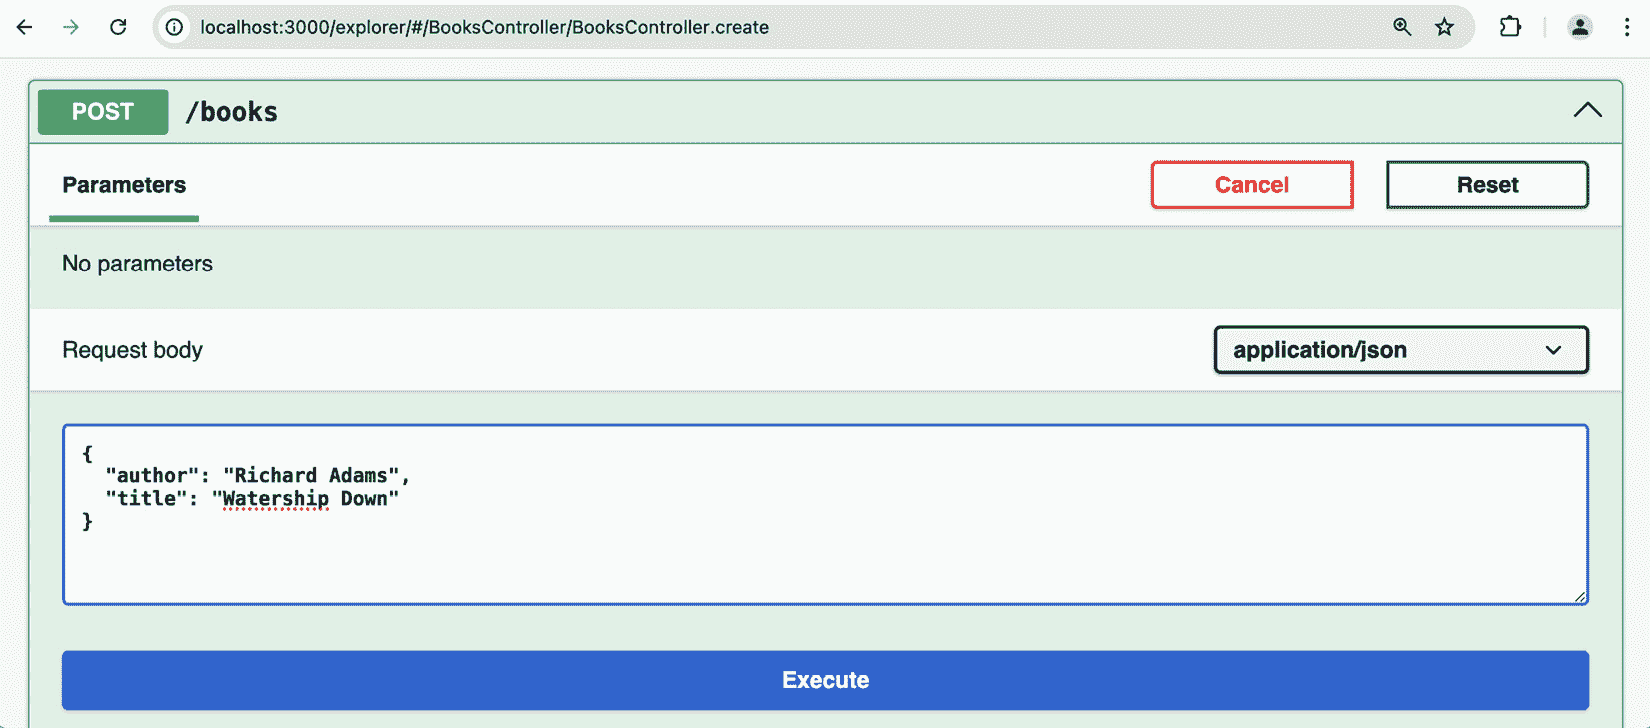 localhost:3000/explorer/#/BooksController/BooksController.create
POST /books
Parameters Cancel Reset
No parameters
Request body application/json
{
"author": "Richard Adams",
"title": "Watership Down"
}
Execute